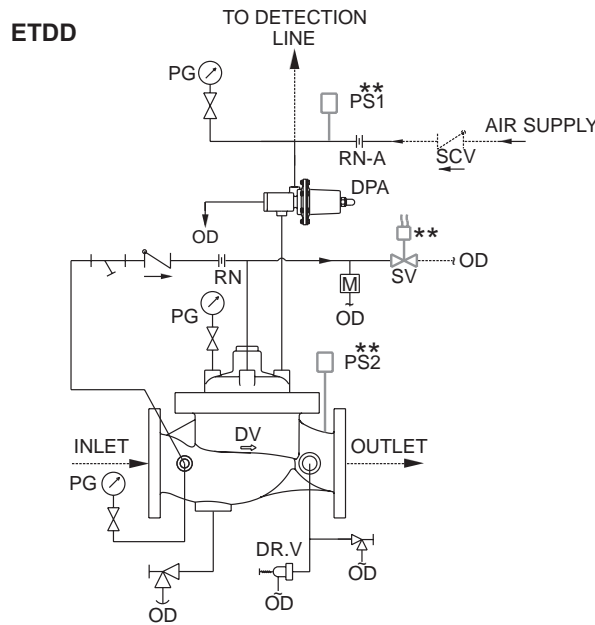 ETDD
TO DETECTION
LINE
PG
**
PS1
AIR SUPPLY
RN-A
SCV
DPA
OD
**
RN
M
SV
OD
OD
PG
**
PS2
DV
INLET
OUTLET
PG
DR.V
OD
OD
OD